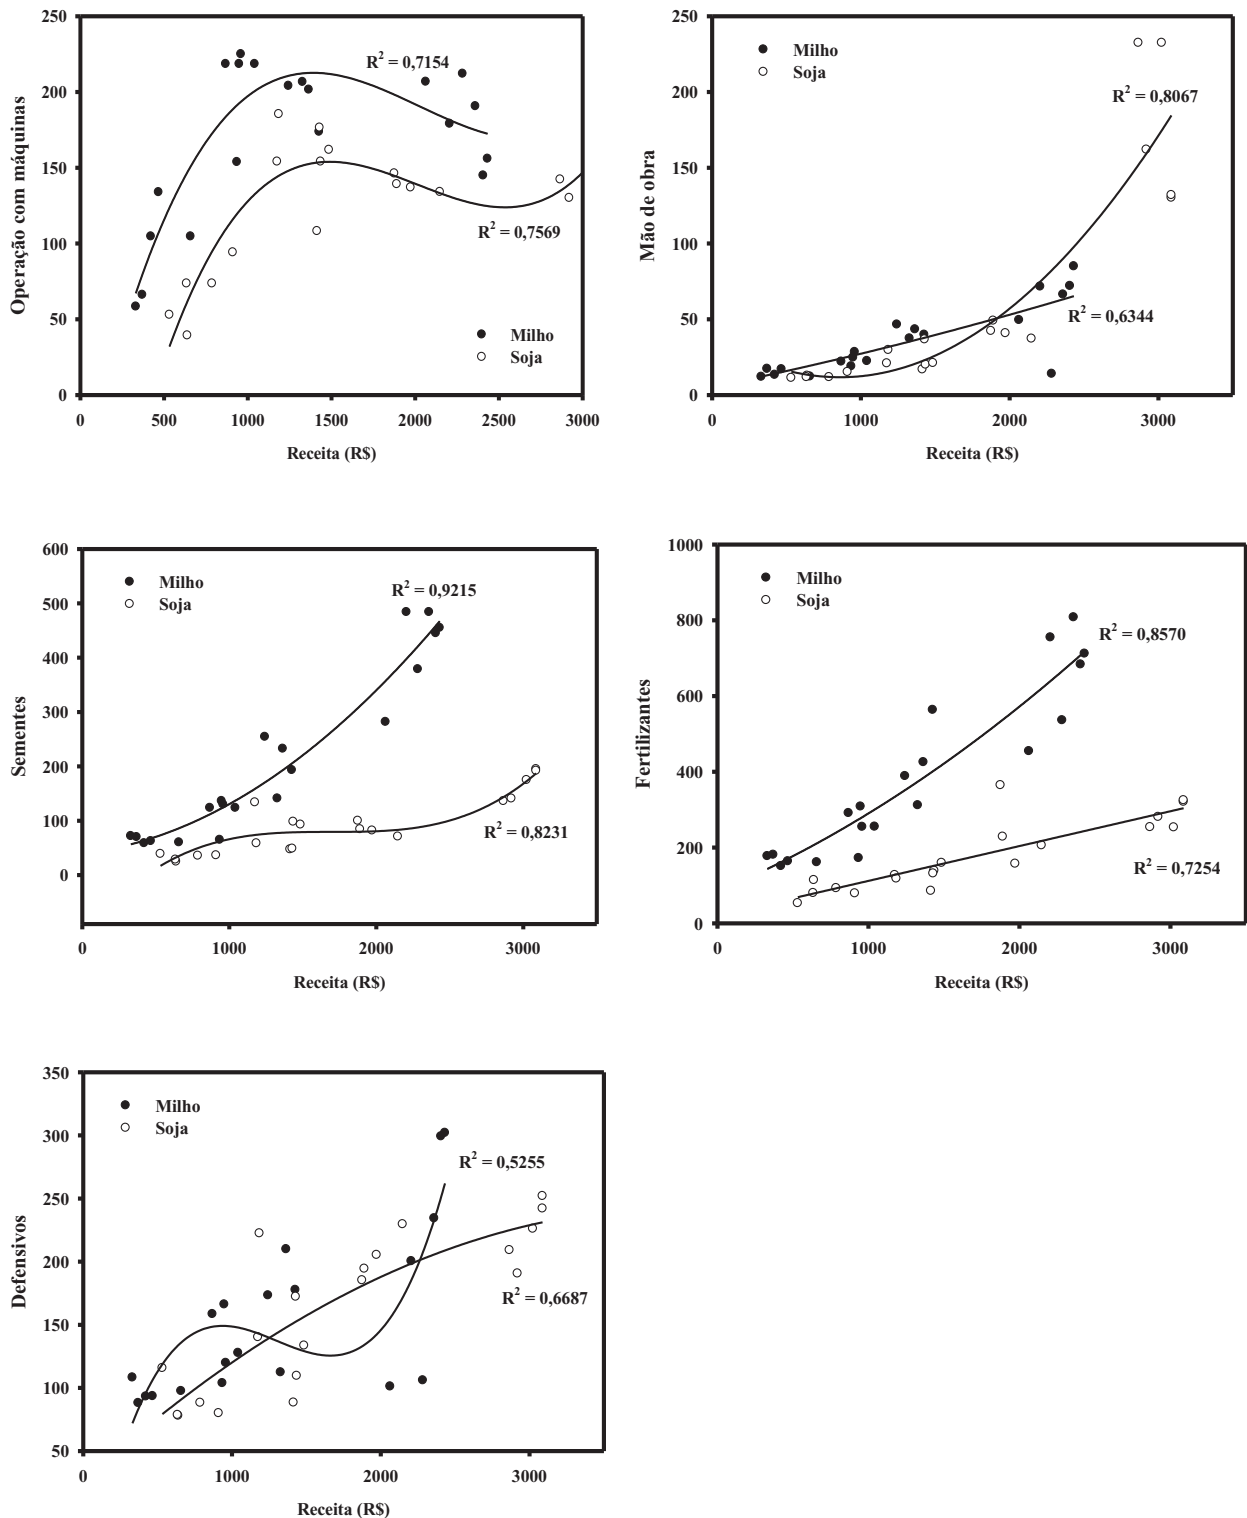 250
200
150
100
50
0
Operação com máquinas
R² = 0,7154
R² = 0,7569
Milho
Soja
0 500 1000 1500 2000 2500 3000
Receita (R$)
250
200
150
100
50
0
Mão de obra
Milho
Soja
R² = 0,8067
R² = 0,6344
0 1000 2000 3000
Receita (R$)
600
500
400
300
200
100
0
Sementes
Milho
Soja
R² = 0,9215
R² = 0,8231
0 1000 2000 3000
Receita (R$)
1000
800
600
400
200
0
Fertilizantes
Milho
Soja
R² = 0,8570
R² = 0,7254
0 1000 2000 3000
Receita (R$)
350
300
250
200
150
100
50
Defensivos
Milho
Soja
R² = 0,5255
R² = 0,6687
0 1000 2000 3000
Receita (R$)